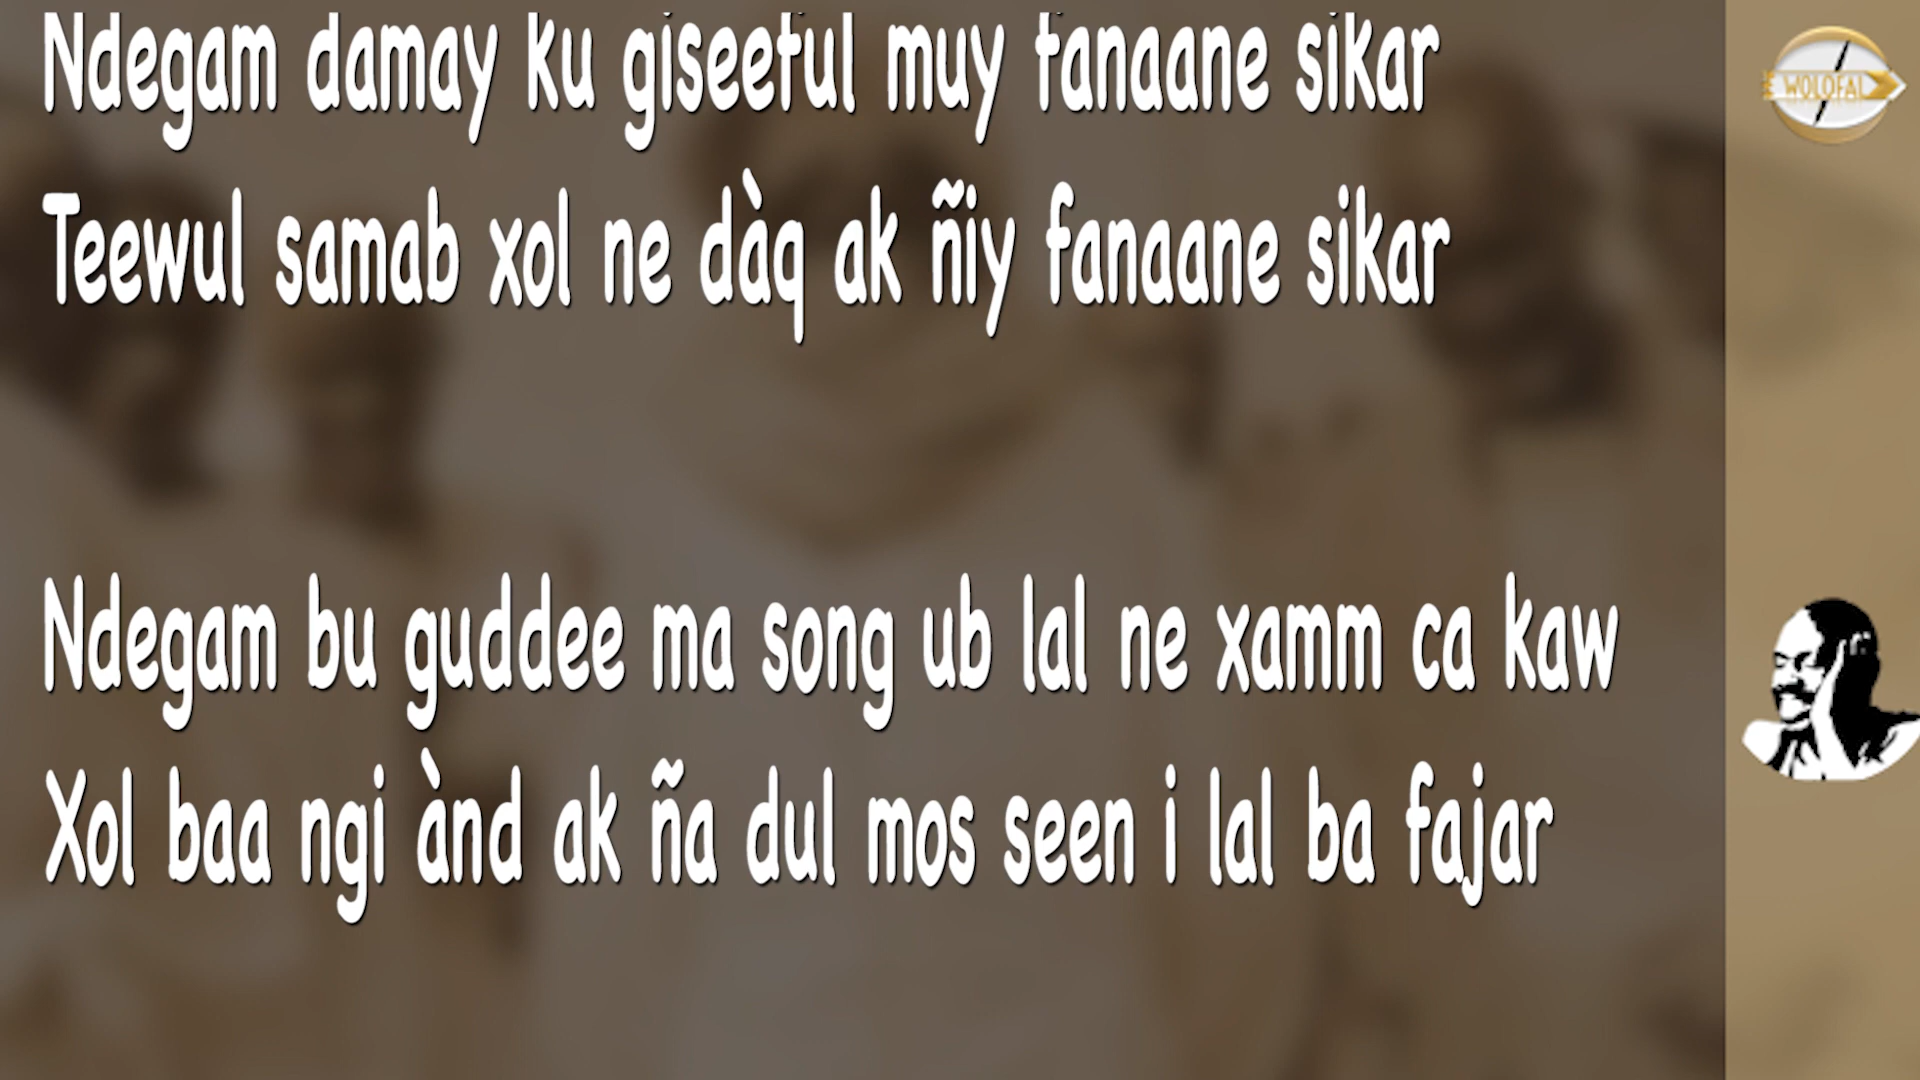 Ndegam damay ku giseeful muy fanaane sikar
WOLOFAL
Teewul samab xol ne dàq ak ñiy fanaane sikar
Ndegam bu guddee ma song ub lal ne xamm ca kaw
Xol baa ngi ànd ak ña dul mos seen i lal ba fajar